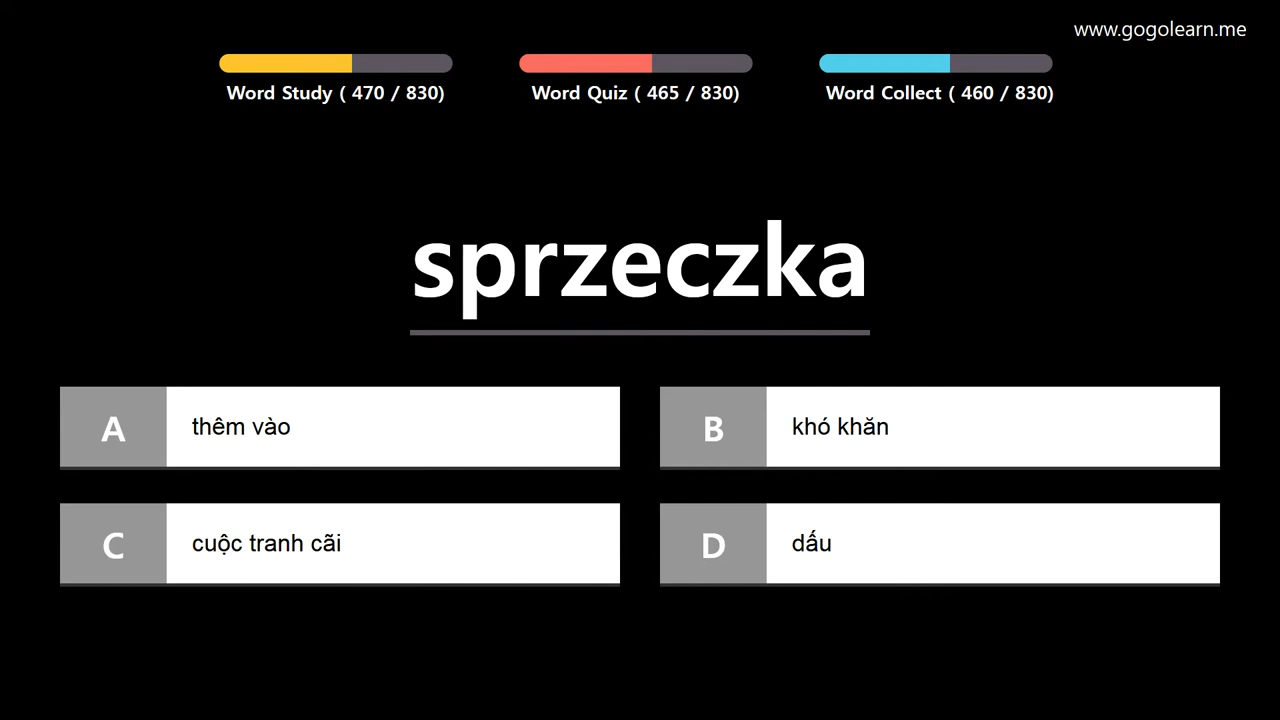 www.gogolearn.me
Word Study ( 470 / 830)
Word Quiz ( 465 / 830)
Word Collect ( 460 / 830)
sprzeczka
A thêm vào
B khó khăn
C cuộc tranh cãi
D dấu